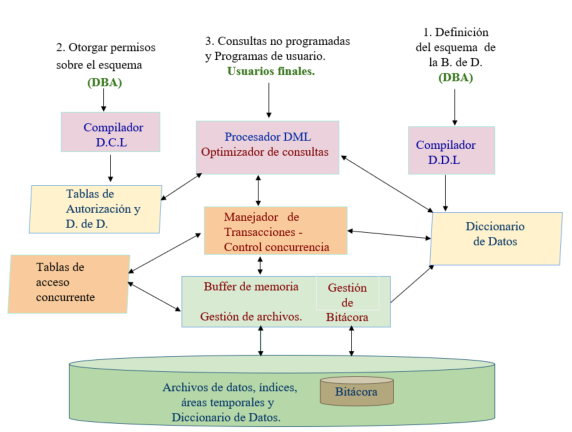 1. Definición
del esquema de
la B. de D.
(DBA)
2. Otorgar permisos
sobre el esquema
(DBA)
3. Consultas no programadas
y Programas de usuario.
Usuarios finales.
Compilador
D.C.L
Procesador DML
Optimizador de consultas
Compilador
D.D.L
Tablas de
Autorización y
D. de D.
Manejador de
Transacciones -
Control concurrencia
Diccionario
de Datos
Tablas de
acceso
concurrente
Buffer de memoria
Gestión de archivos.
Gestión
de
Bitácora
Archivos de datos, índices,
áreas temporales y
Diccionario de Datos.
Bitácora